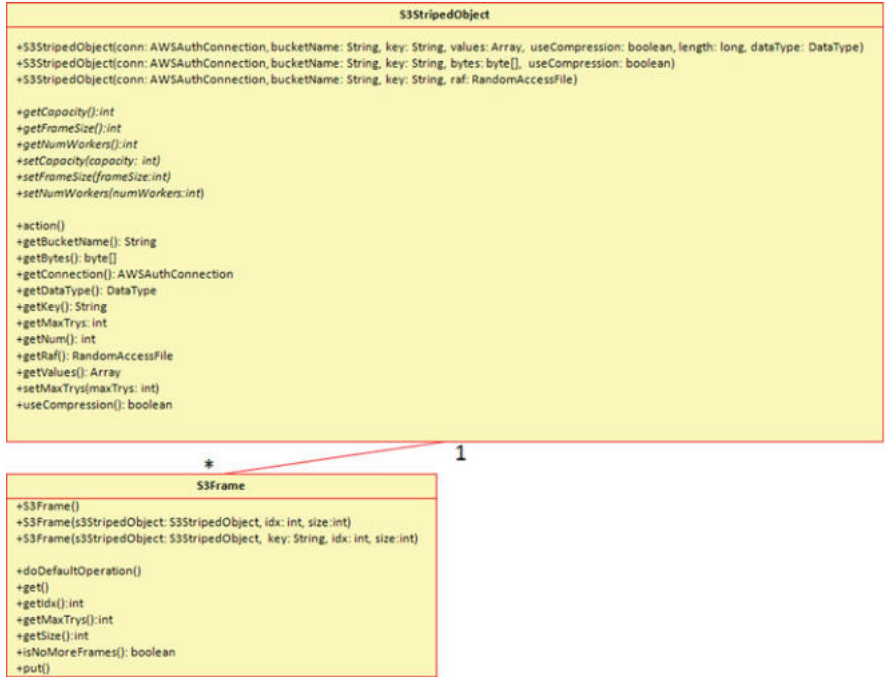 S3StripedObject
+S3StripedObject(conn: AWSAuthConnection, bucketName: String, key: String, values: Array, useCompression: boolean, length: long, dataType: DataType)
+S3StripedObject(conn: AWSAuthConnection, bucketName: String, key: String, bytes: byte[], useCompression: boolean)
+S3StripedObject(conn: AWSAuthConnection, bucketName: String, key: String, raf: RandomAccessFile)
+getCapacity():int
+getFrameSize():int
+getNumWorkers():int
+setCapacity(capacity: int)
+setFrameSize(frameSize:int)
+setNumWorkers(numWorkers:int)
+action()
+getBucketName(): String
+getBytes(): byte[]
+getConnection(): AWSAuthConnection
+getDataType(): DataType
+getKey(): String
+getMaxTrys: int
+getNum(): int
+getRaf(): RandomAccessFile
+getValues(): Array
+setMaxTrys(maxTrys: int)
+useCompression(): boolean
1
*
S3Frame
+S3Frame()
+S3Frame(s3StripedObject: S3StripedObject, idx: int, size:int)
+S3Frame(s3StripedObject: S3StripedObject, key: String, idx: int, size:int)
+doDefaultOperation()
+get()
+getIdx():int
+getMaxTrys():int
+getSize():int
+isNoMoreFrames(): boolean
+put()